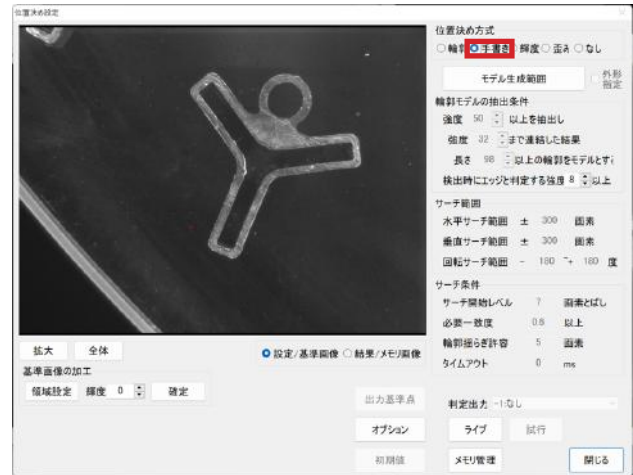 位置決め設定
位置決め方式
輪郭 手書き 輝度 歪み なし
モデル生成範囲 外形指定
輪郭モデルの抽出条件
強度 50 以上を抽出し
強度 32 まで連結した結果
長さ 98 以上の輪郭をモデルとす
検出時にエッジと判定する強度 8 以上
サーチ範囲
水平サーチ範囲 ± 300 画素
垂直サーチ範囲 ± 300 画素
回転サーチ範囲 - 180 ~+ 180 度
サーチ条件
サーチ開始レベル 7 画素とばし
必要一致度 0.6 以上
輪郭揺らぎ許容 5 画素
タイムアウト 0 ms
拡大 全体 設定/基準画像 結果/メモリ画像
基準画像の加工
領域設定 輝度 0 確定
出力基準点 判定出力 -1:なし
オプション ライブ 試行
初期値 メモリ管理 閉じる